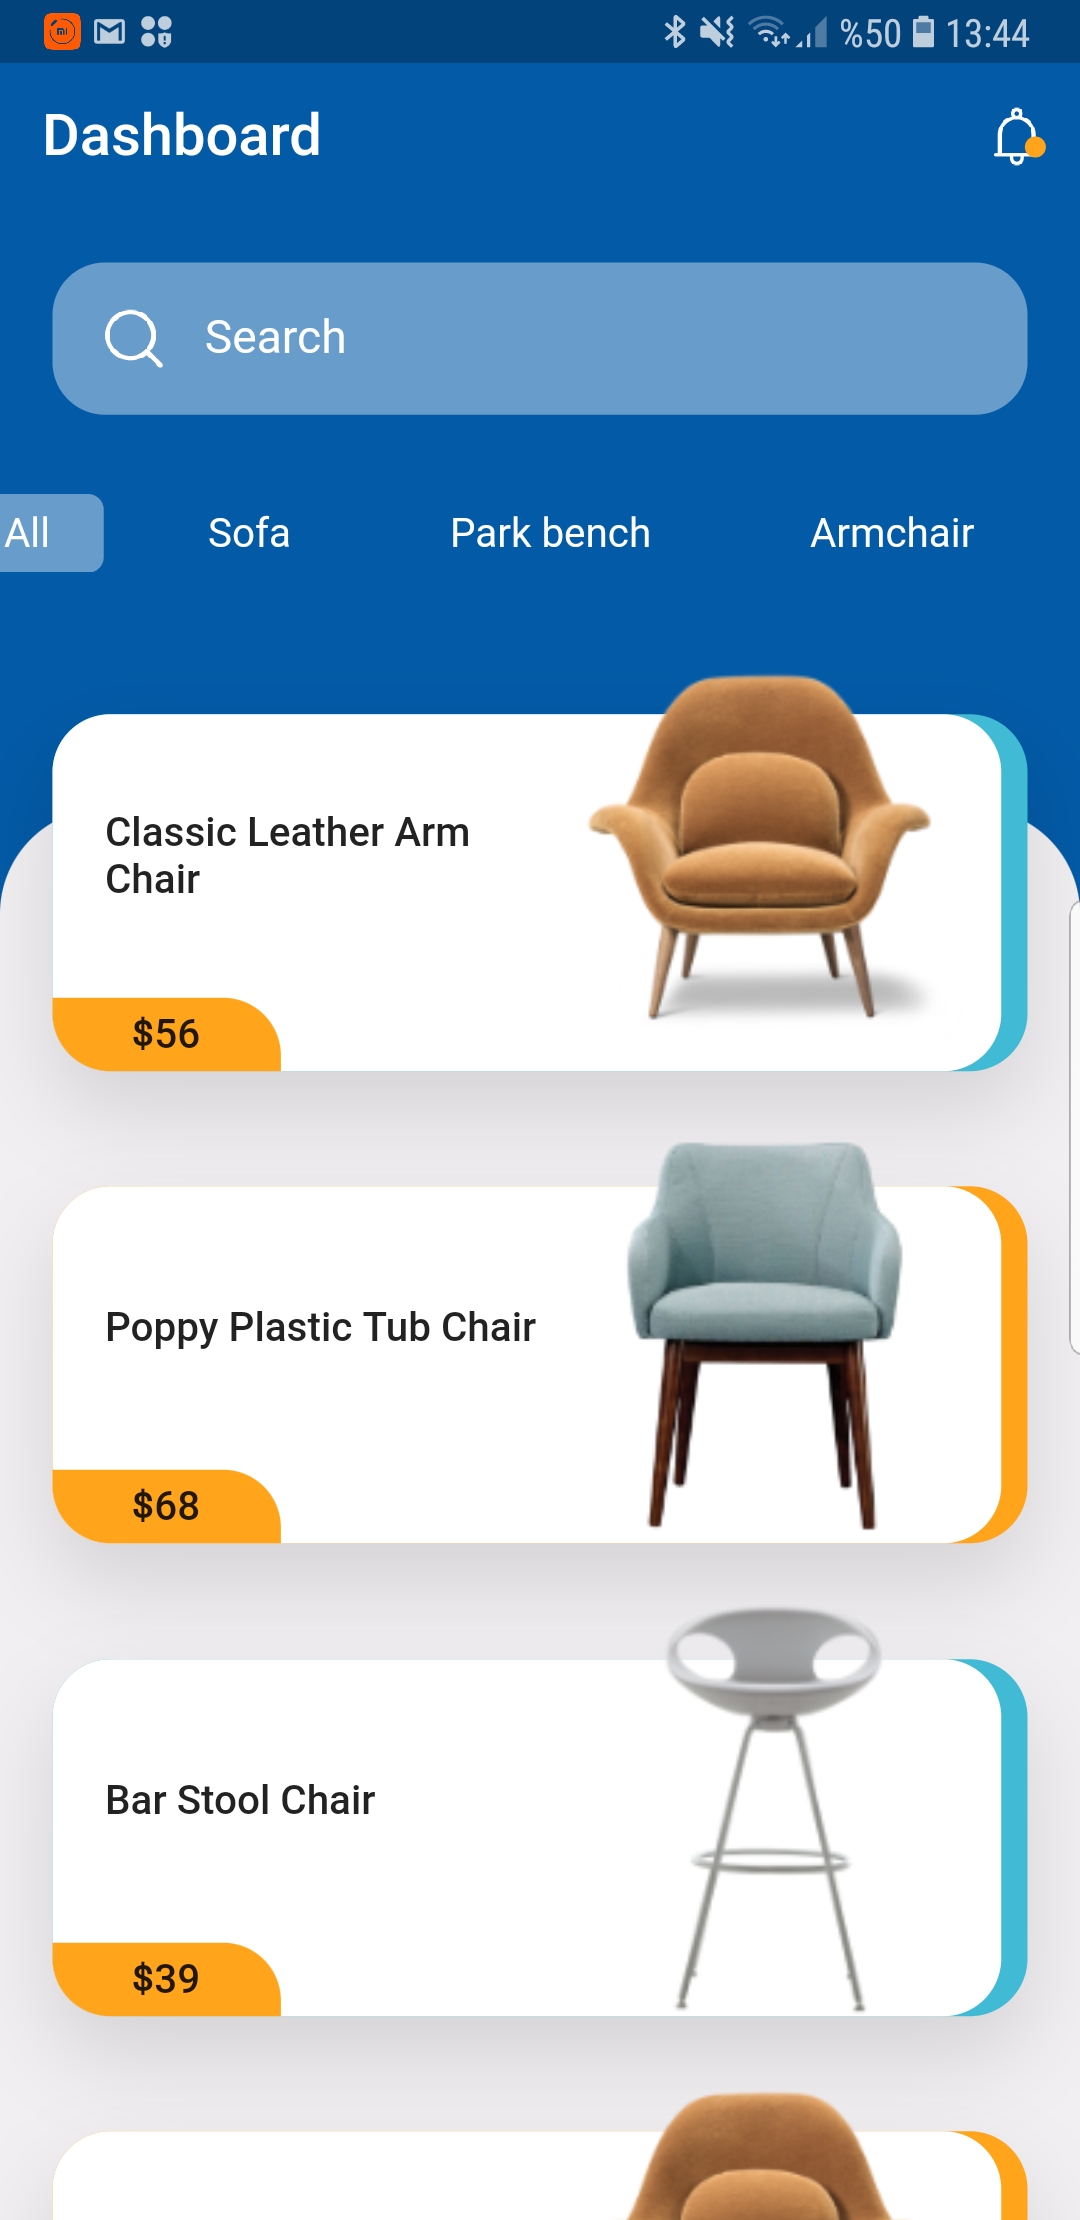 %50 13:44
Dashboard
Search
All Sofa Park bench Armchair
Classic Leather Arm
Chair
$56
Poppy Plastic Tub Chair
$68
Bar Stool Chair
$39